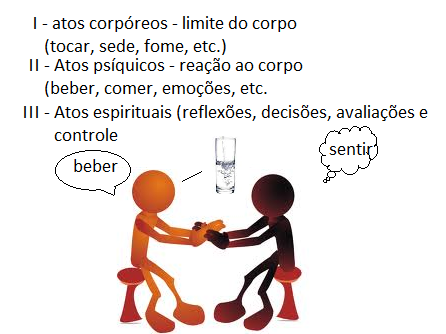 I - atos corpóreos - limite do corpo
(tocar, sede, fome, etc.)
II - Atos psíquicos - reação ao corpo
(beber, comer, emoções, etc.
III - Atos espirituais (reflexões, decisões, avaliações e
controle
beber
sentir